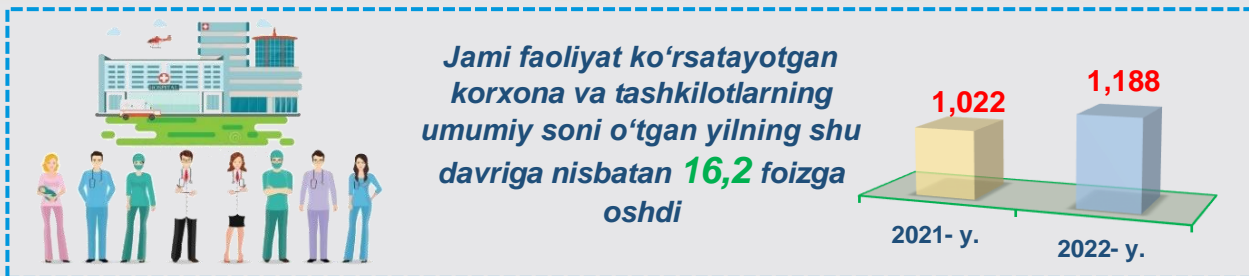 HOSPITAL
Jami faoliyat ko‘rsatayotgan
korxona va tashkilotlarning
umumiy soni o‘tgan yilning shu
davriga nisbatan 16,2 foizga
oshdi
1,022
1,188
2021- y.
2022- y.